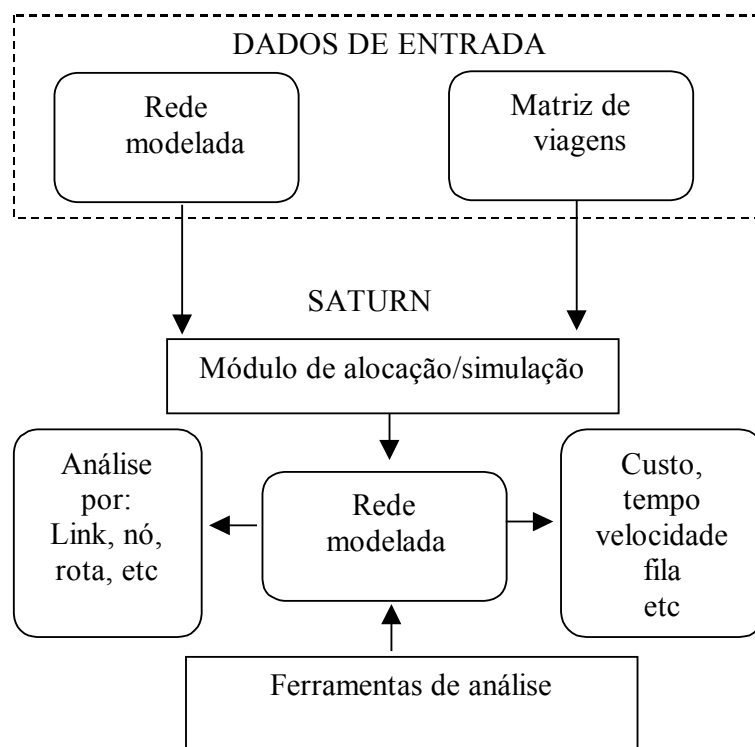 DADOS DE ENTRADA
Rede
modelada
Matriz de
viagens
SATURN
Módulo de alocação/simulação
Análise
por:
Link, nó,
rota, etc
Rede
modelada
Custo,
tempo
velocidade
fila
etc
Ferramentas de análise